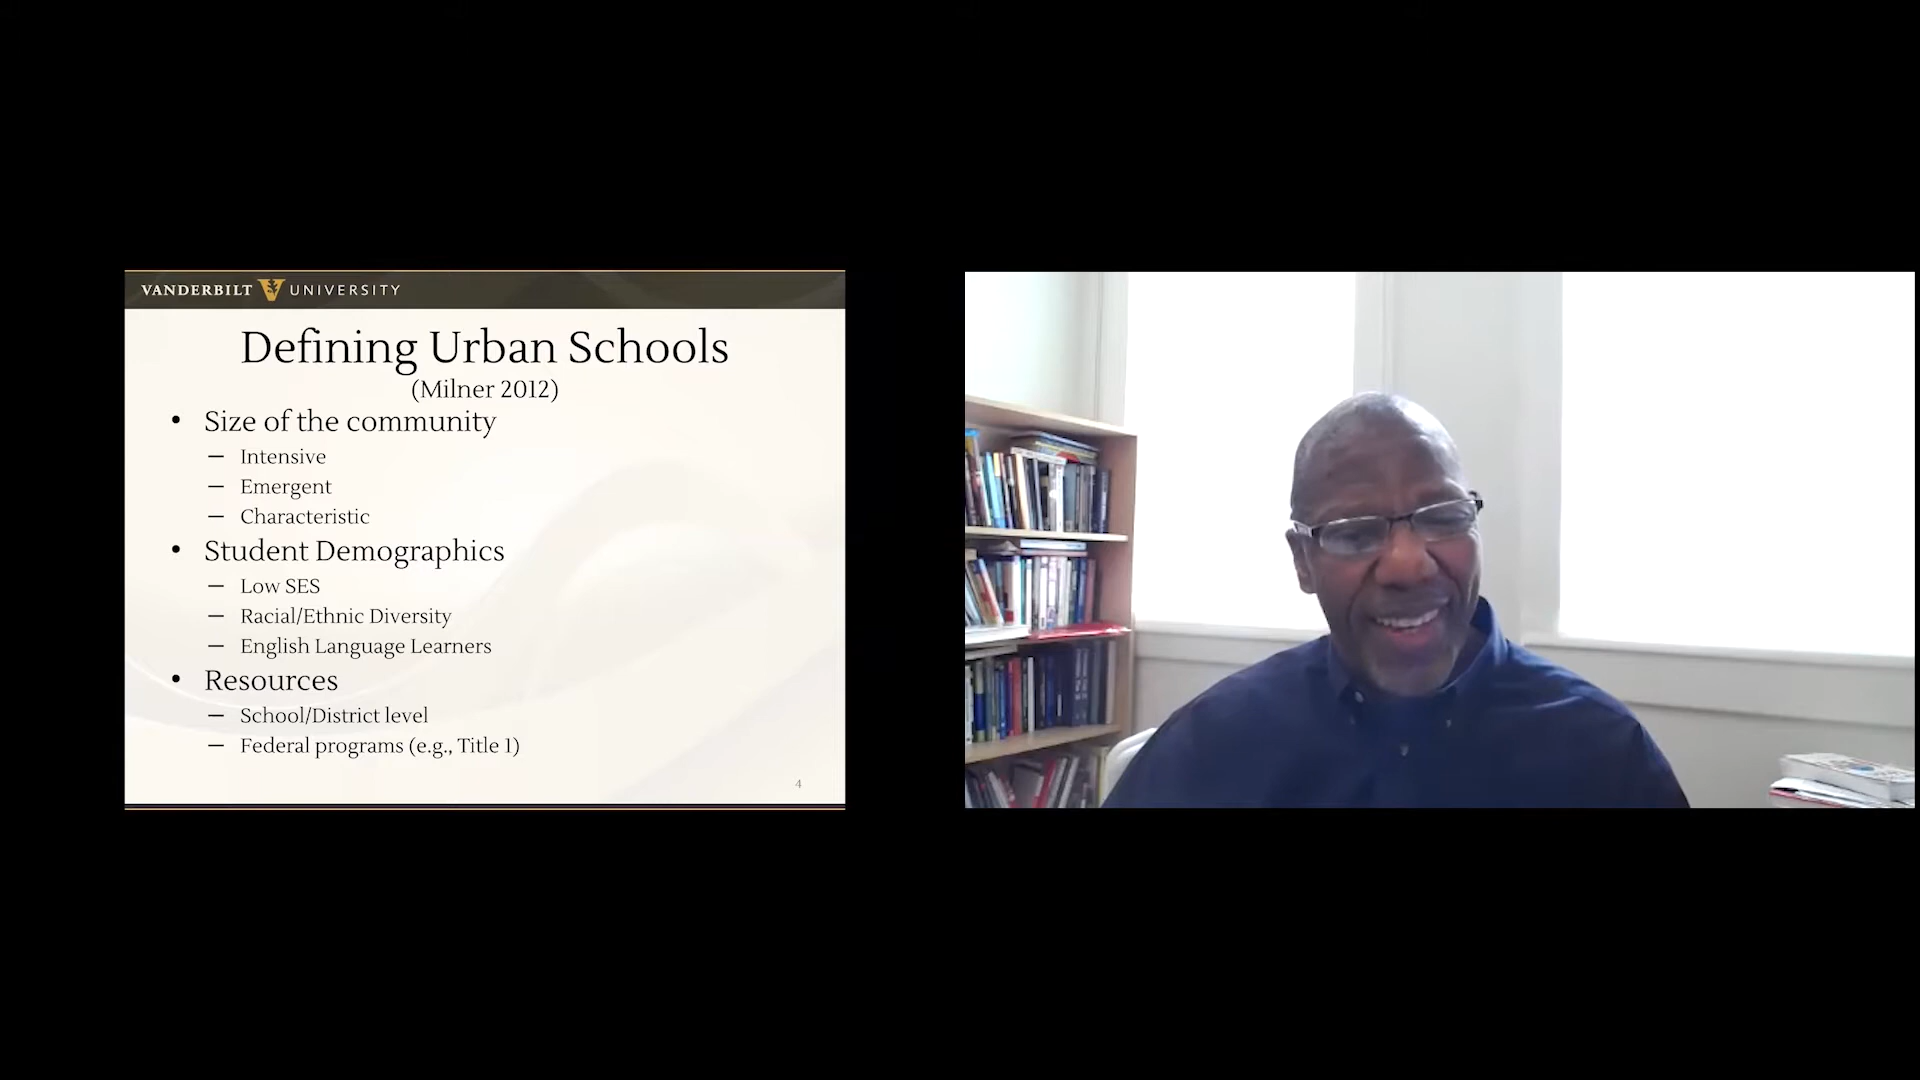 VANDERBILT UNIVERSITY
Defining Urban Schools
(Milner 2012)
• Size of the community
– Intensive
– Emergent
– Characteristic
• Student Demographics
– Low SES
– Racial/Ethnic Diversity
– English Language Learners
• Resources
– School/District level
– Federal programs (e.g., Title 1)
4